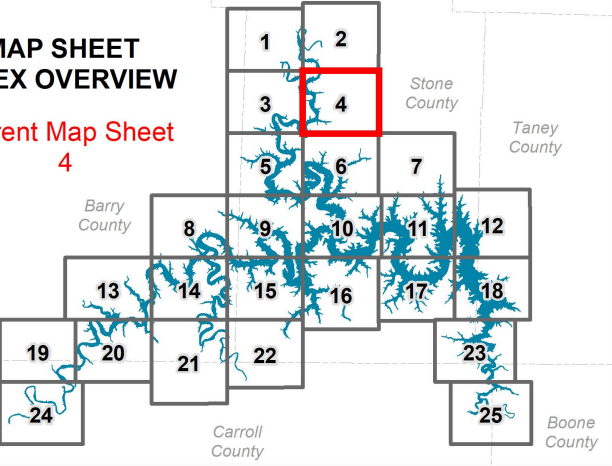 MAP SHEET
EX OVERVIEW
rent Map Sheet
4
1
2
3
4
Stone
County
Taney
County
5
6
7
Barry
County
8
9
10
11
12
13
14
15
16
17
18
19
20
21
22
23
24
25
Carroll
County
Boone
County